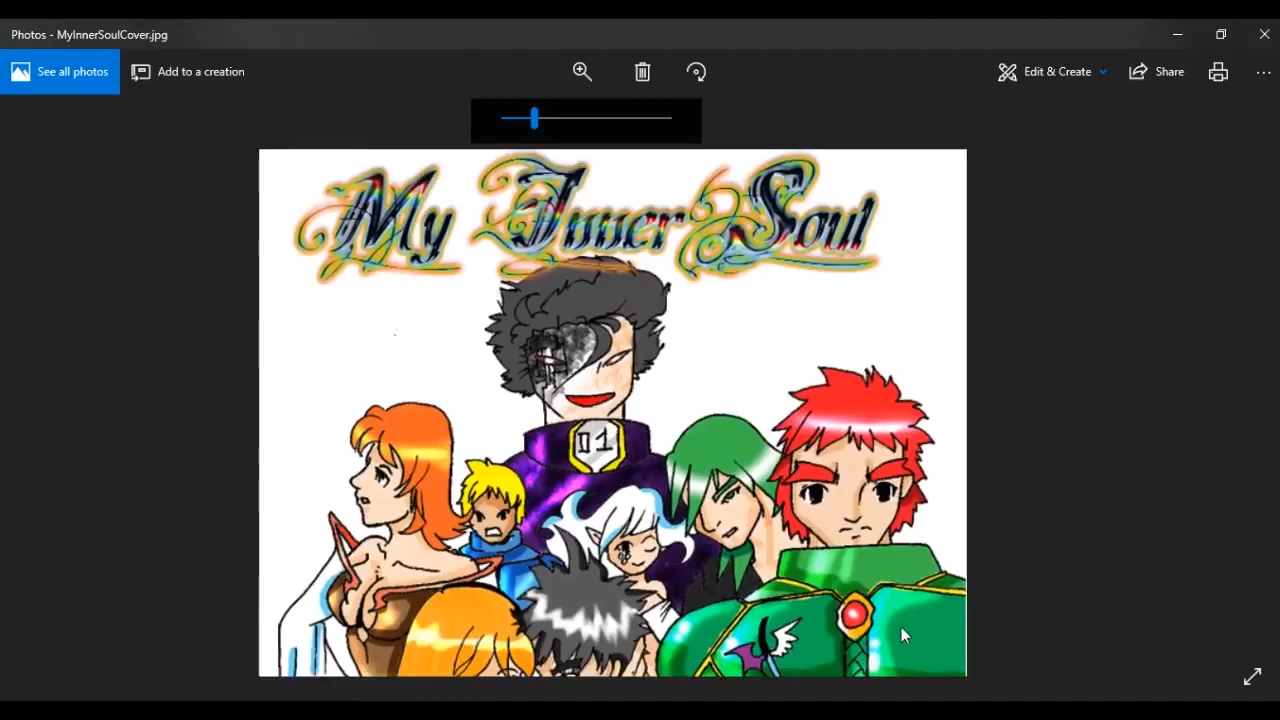 Photos - MyInnerSoulCover.jpg
See all photos
Add to a creation
Edit & Create
Share
My Inner Soul
01